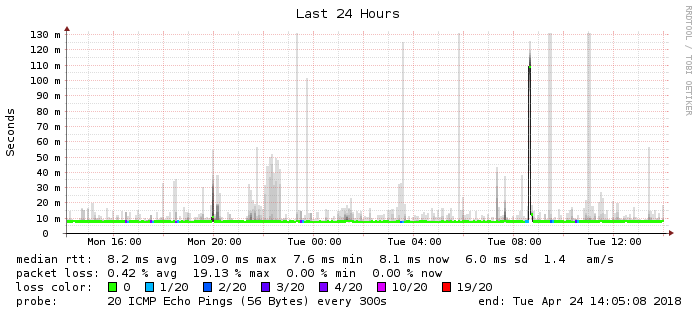 Last 24 Hours
RRDTOOL / TOBI OETIKER
Seconds
130 m
120 m
110 m
100 m
90 m
80 m
70 m
60 m
50 m
40 m
30 m
20 m
10 m
0
Mon 16:00 Mon 20:00 Tue 00:00 Tue 04:00 Tue 08:00 Tue 12:00
median rtt: 8.2 ms avg 109.0 ms max 7.6 ms min 8.1 ms now 6.0 ms sd 1.4 am/s
packet loss: 0.42 % avg 19.13 % max 0.00 % min 0.00 % now
loss color: 0 1/20 2/20 3/20 4/20 10/20 19/20
probe: 20 ICMP Echo Pings (56 Bytes) every 300s end: Tue Apr 24 14:05:08 2018